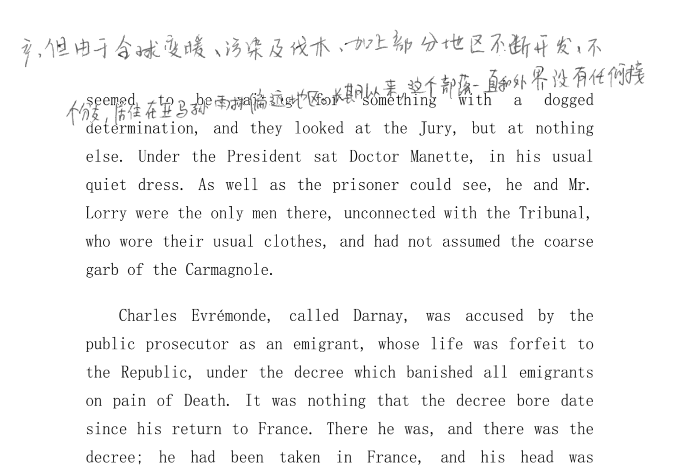 亨,但由于全球变暖、污染及伐木、加上部分地区不断开发,不
个分支,居住在亚马孙雨林偏远地区。长期以来,这个部落一直和外界没有任何接
seemed to be waiting for something with a dogged
determination, and they looked at the Jury, but at nothing
else. Under the President sat Doctor Manette, in his usual
quiet dress. As well as the prisoner could see, he and Mr.
Lorry were the only men there, unconnected with the Tribunal,
who wore their usual clothes, and had not assumed the coarse
garb of the Carmagnole.
Charles Evrémonde, called Darnay, was accused by the
public prosecutor as an emigrant, whose life was forfeit to
the Republic, under the decree which banished all emigrants
on pain of Death. It was nothing that the decree bore date
since his return to France. There he was, and there was the
decree; he had been taken in France, and his head was